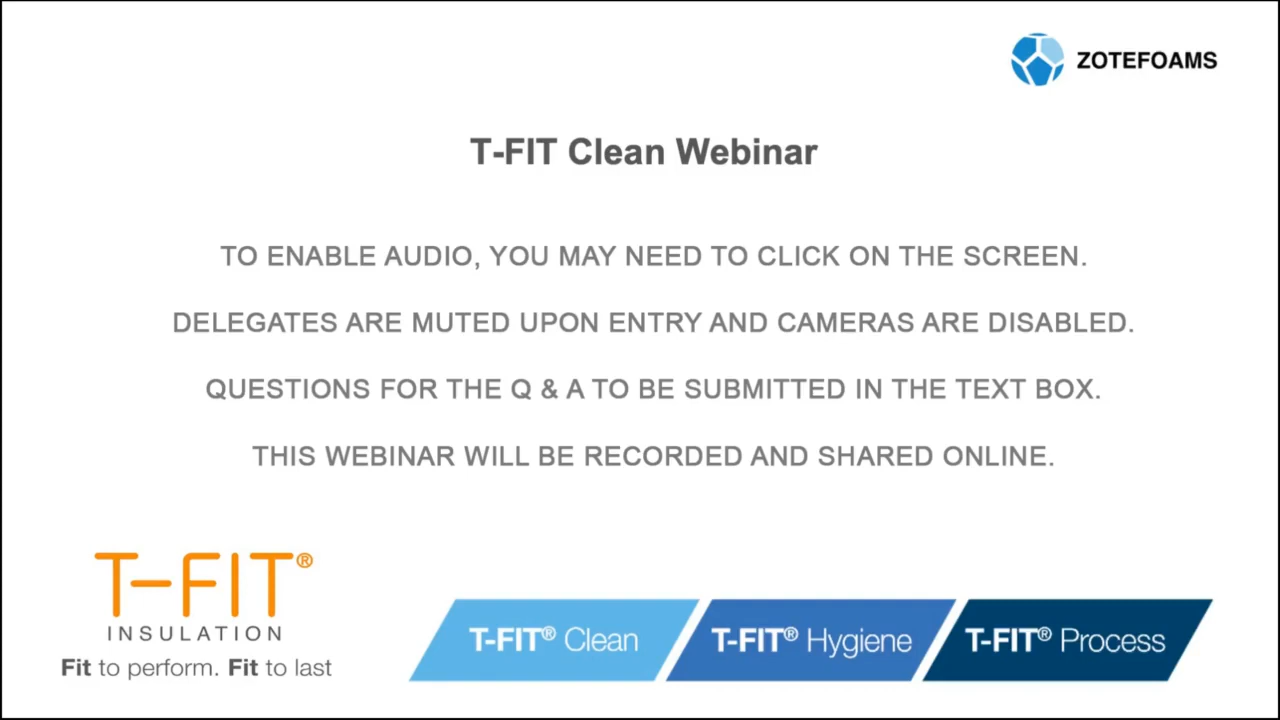 ZOTEFOAMS
T-FIT Clean Webinar
TO ENABLE AUDIO, YOU MAY NEED TO CLICK ON THE SCREEN.
DELEGATES ARE MUTED UPON ENTRY AND CAMERAS ARE DISABLED.
QUESTIONS FOR THE Q & A TO BE SUBMITTED IN THE TEXT BOX.
THIS WEBINAR WILL BE RECORDED AND SHARED ONLINE.
T-FIT®
INSULATION
Fit to perform. Fit to last
T-FIT® Clean
T-FIT® Hygiene
T-FIT® Process